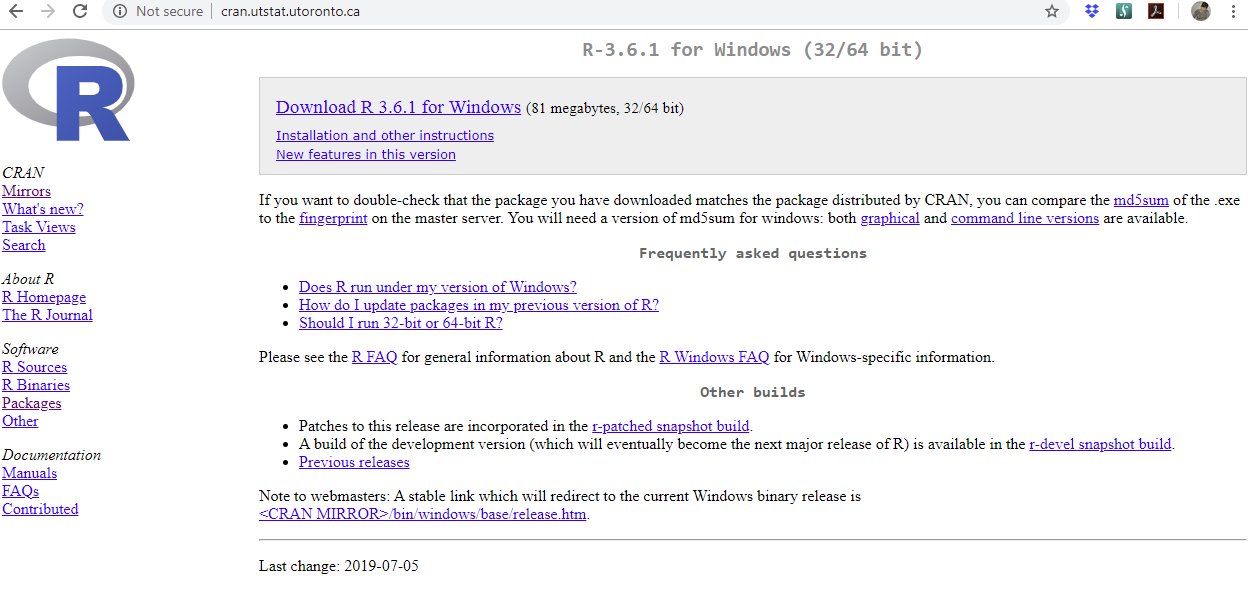 Not secure | cran.utstat.utoronto.ca
R
CRAN
Mirrors
What's new?
Task Views
Search
About R
R Homepage
The R Journal
Software
R Sources
R Binaries
Packages
Other
Documentation
Manuals
FAQs
Contributed
R-3.6.1 for Windows (32/64 bit)
Download R 3.6.1 for Windows (81 megabytes, 32/64 bit)
Installation and other instructions
New features in this version
If you want to double-check that the package you have downloaded matches the package distributed by CRAN, you can compare the md5sum of the .exe
to the fingerprint on the master server. You will need a version of md5sum for windows: both graphical and command line versions are available.
Frequently asked questions
• Does R run under my version of Windows?
• How do I update packages in my previous version of R?
• Should I run 32-bit or 64-bit R?
Please see the R FAQ for general information about R and the R Windows FAQ for Windows-specific information.
Other builds
• Patches to this release are incorporated in the r-patched snapshot build.
• A build of the development version (which will eventually become the next major release of R) is available in the r-devel snapshot build.
• Previous releases
Note to webmasters: A stable link which will redirect to the current Windows binary release is
<CRAN MIRROR>/bin/windows/base/release.htm.
Last change: 2019-07-05